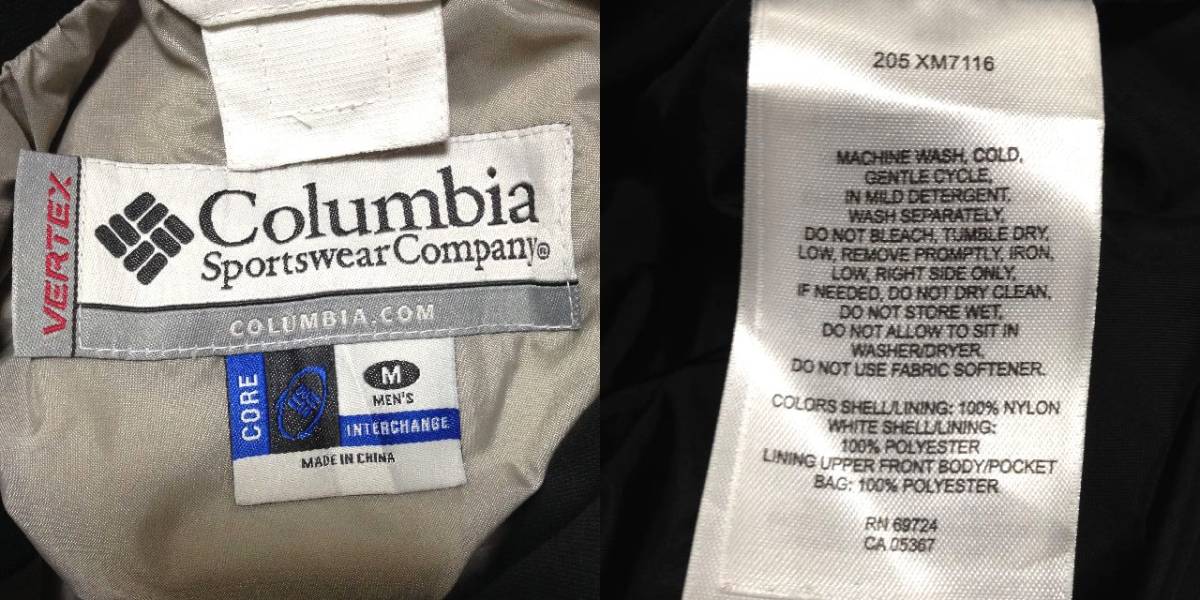 VERTEX
Columbia
Sportswear Company®
COLUMBIA.COM
CORE
M
MEN'S
INTERCHANGE
MADE IN CHINA
205 XM7116
MACHINE WASH, COLD,
GENTLE CYCLE,
IN MILD DETERGENT,
WASH SEPARATELY,
DO NOT BLEACH, TUMBLE DRY,
LOW, REMOVE PROMPTLY, IRON,
LOW, RIGHT SIDE ONLY,
IF NEEDED, DO NOT DRY CLEAN,
DO NOT STORE WET,
DO NOT ALLOW TO SIT IN
WASHER/DRYER,
DO NOT USE FABRIC SOFTENER.
COLORS SHELL/LINING: 100% NYLON
WHITE SHELL/LINING:
100% POLYESTER
LINING UPPER FRONT BODY/POCKET
BAG: 100% POLYESTER
RN 69724
CA 05367